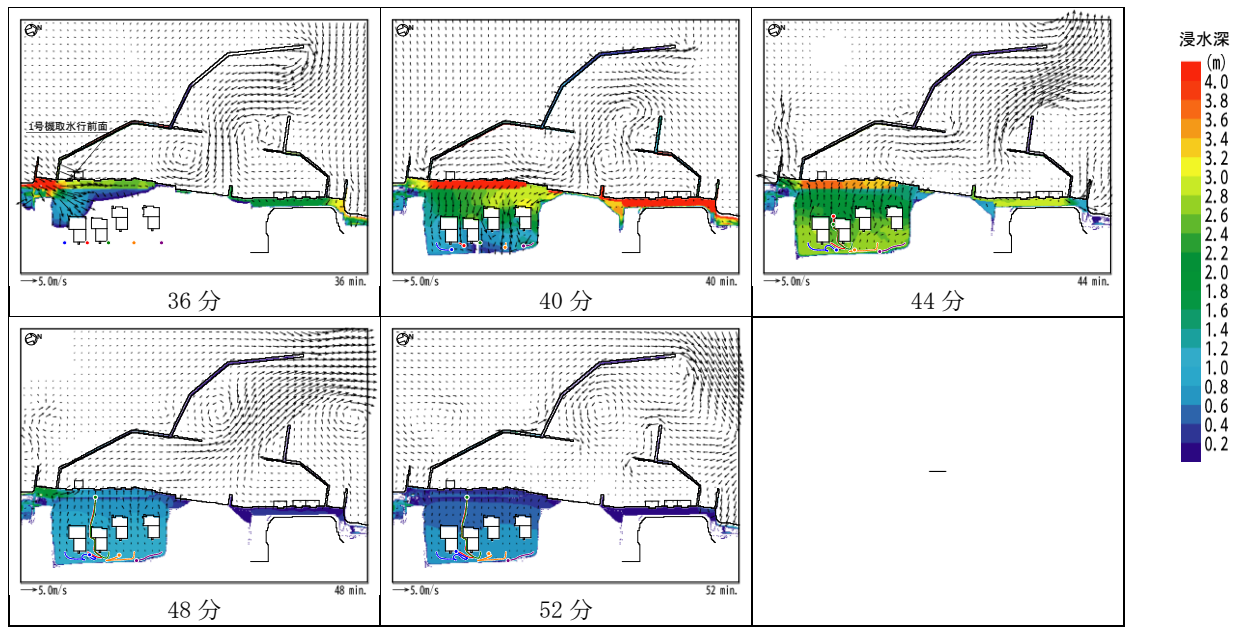 N
N
N
1号機取水行前面
→5.0m/s
36 min.
→5.0m/s
40 min.
→5.0m/s
44 min.
36 分
40 分
44 分
N
N
→5.0m/s
48 min.
→5.0m/s
52 min.
48 分
52 分
—
浸水深
(m)
4.0
3.8
3.6
3.4
3.2
3.0
2.8
2.6
2.4
2.2
2.0
1.8
1.6
1.4
1.2
1.0
0.8
0.6
0.4
0.2